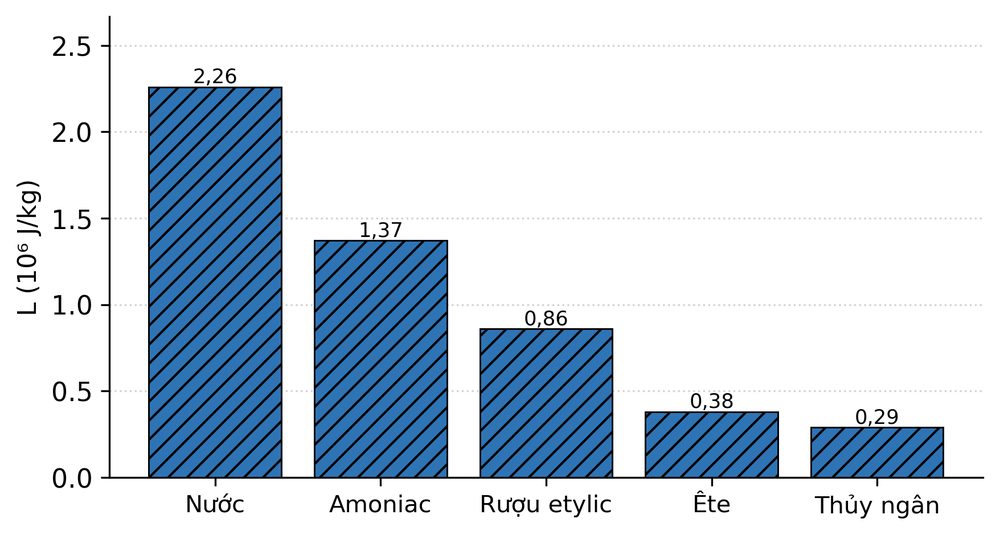 L (10⁶ J/kg)
2.5
2.0
1.5
1.0
0.5
0.0
2,26
1,37
0,86
0,38
0,29
Nước
Amoniac
Rượu etylic
Ête
Thủy ngân